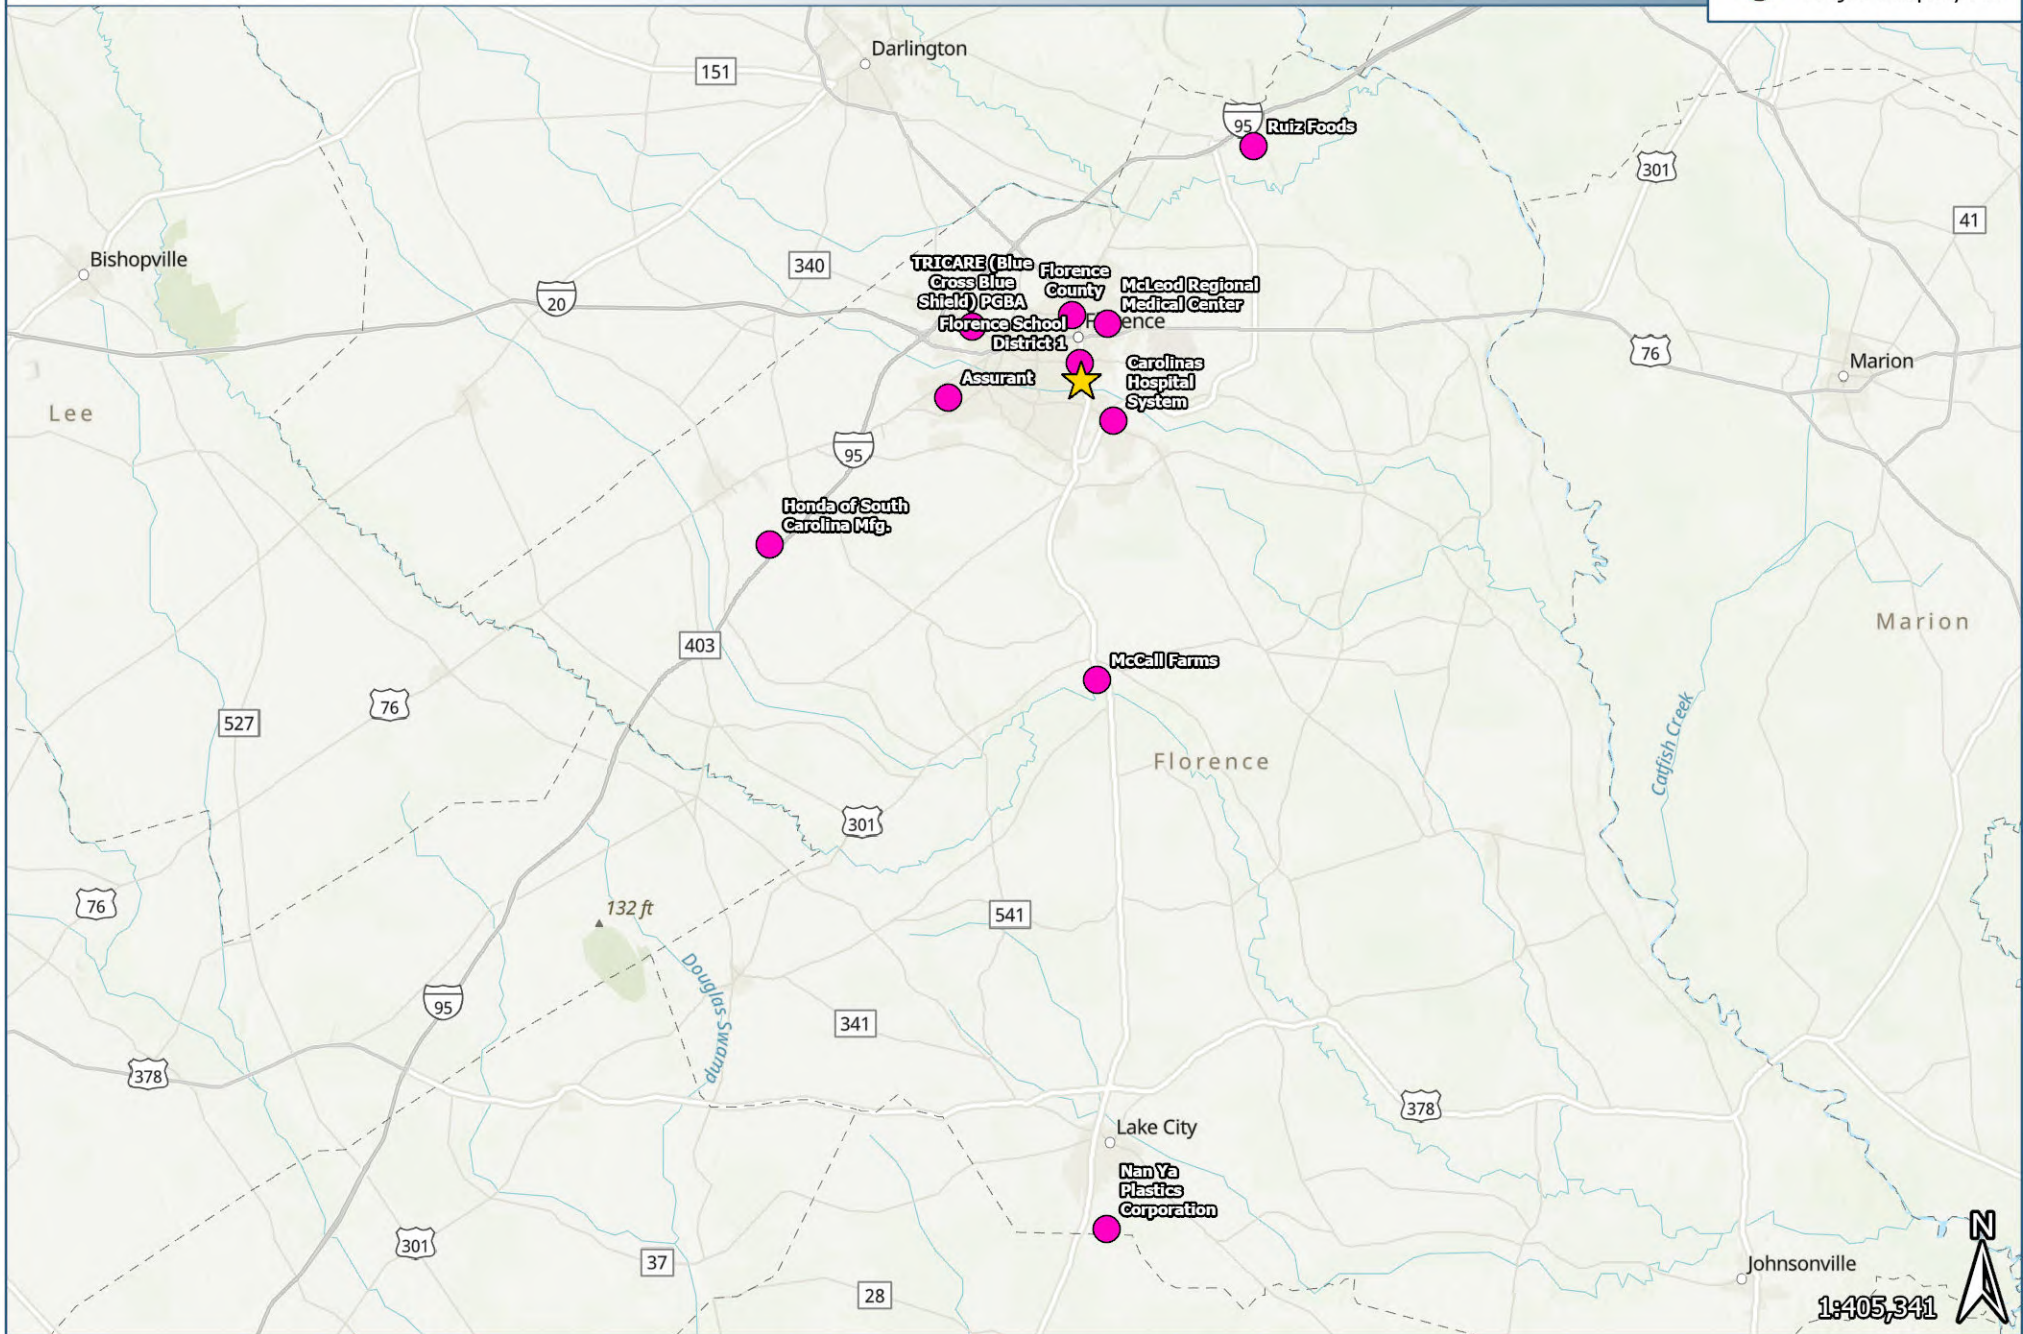 Darlington
151
95
Ruiz Foods
301
41
Bishopville
340
20
TRICARE (Blue
Cross Blue
Shield) PGBA
Florence
County
McLeod Regional
Medical Center
Florence School
District 1
76
Marion
Assurant
Carolinas
Hospital
System
Lee
95
Honda of South
Carolina Mfg.
Marion
403
McCall Farms
76
527
Catfish Creek
Florence
301
76
132 ft
541
Douglas Swamp
95
341
378
378
Lake City
Nan Ya
Plastics
Corporation
301
37
28
Johnsonville
N
1:405,341